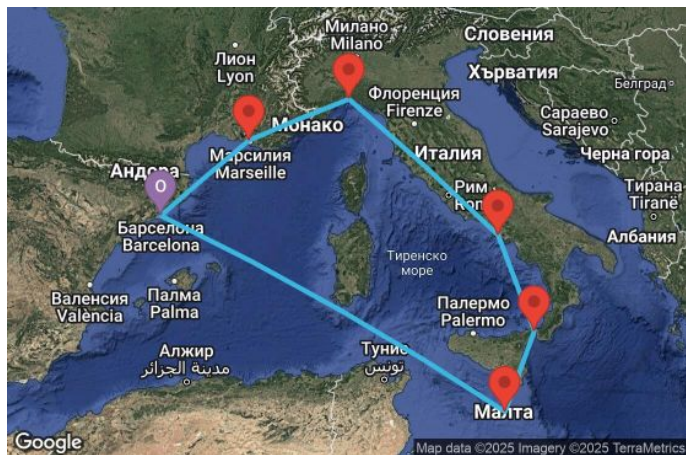 Милано
Milano
Словения
Лион
Lyon
Хърватия
Белград
Флоренция
Firenze
Монако
Сараево
Sarajevo
Марсилия
Marseille
Италия
Черна гора
Андора
O
Рим
Тирана
Tiranë
Барселона
Barcelona
Албания
Тиренско
море
Валенсия
València
Палма
Palma
Палермо
Palermo
Алжир
مدينة الجزائر
Тунис
تونس
Малта
Google
Map data ©2025 Imagery ©2025 TerraMetrics